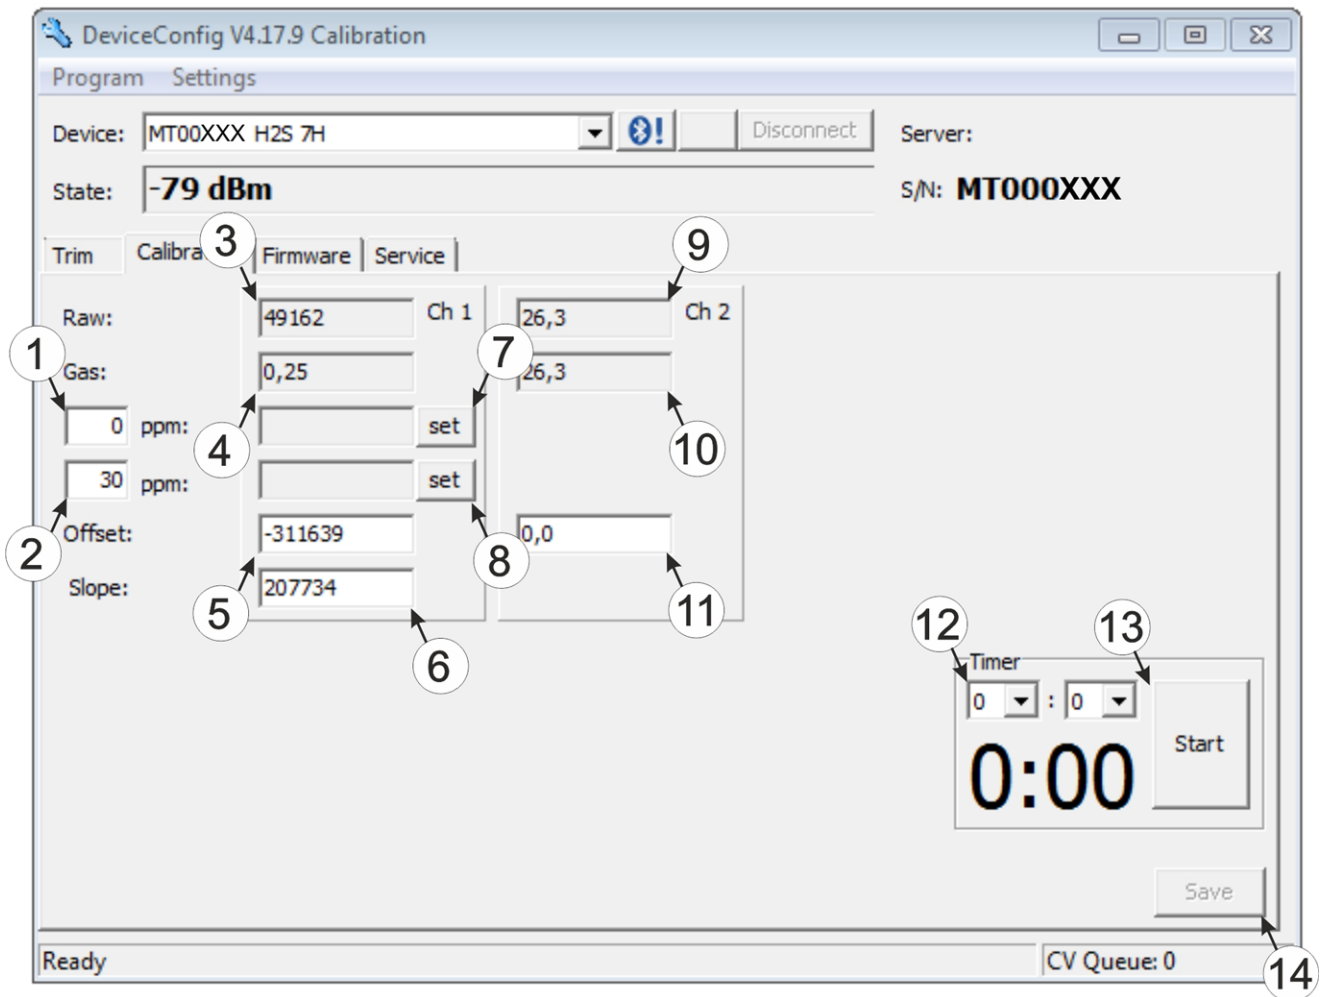 DeviceConfig V4.17.9 Calibration
Program Settings
Device: MT00XXX H2S 7H ! Disconnect Server:
State: -79 dBm S/N: MT000XXX
3 9
Trim Calibra Firmware Service
Raw: 49162 Ch 1 26,3 Ch 2
1 7
Gas: 0,25 26,3
0 ppm: set
4 10
30 ppm: set
Offset: -311639 0,0
2 8
Slope: 207734
5 11
12 13
6
Timer
0 : 0 Start
0:00
Save
Ready CV Queue: 0
14